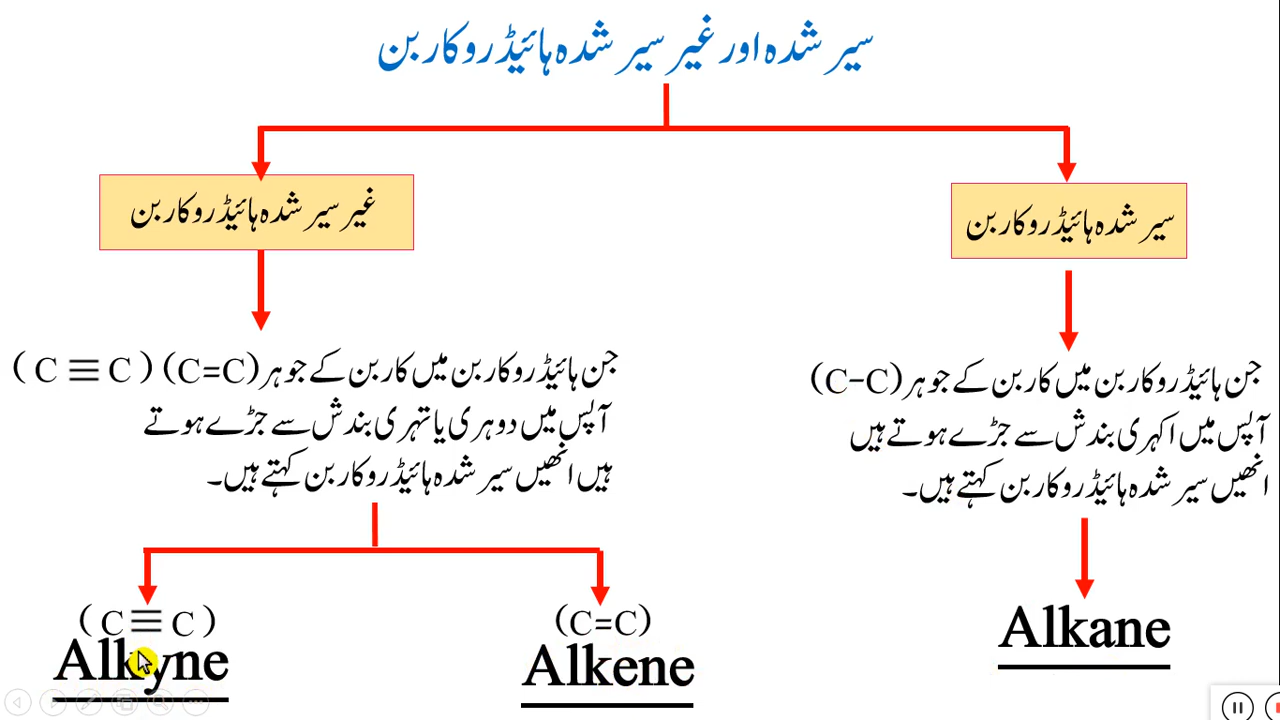 سیر شدہ اور غیر سیر شدہ ہائیڈروکاربن
سیر شدہ ہائیڈروکاربن
جن ہائیڈروکاربن میں کاربن کے جوہر (C-C)
آپس میں اکہری بندش سے جڑے ہوتے ہیں
انھیں سیر شدہ ہائیڈروکاربن کہتے ہیں۔
Alkane
غیر سیر شدہ ہائیڈروکاربن
جن ہائیڈروکاربن میں کاربن کے جوہر (C=C) (C≡C)
آپس میں دوہری یا تہری بندش سے جڑے ہوتے
ہیں انھیں سیر شدہ ہائیڈروکاربن کہتے ہیں۔
(C=C)
Alkene
(C≡C)
Alkyne